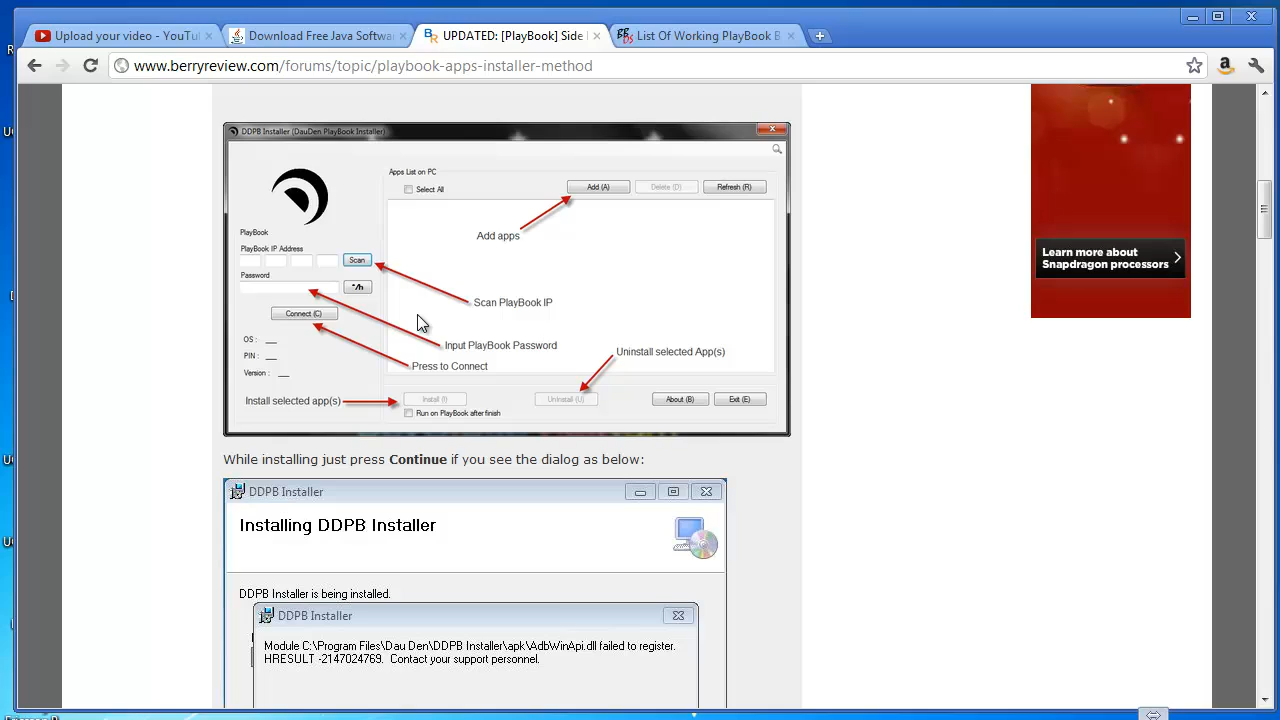 Upload your video - YouTu
Download Free Java Softwar
UPDATED: [PlayBook] Side
List Of Working PlayBook B
www.berryreview.com/forums/topic/playbook-apps-installer-method
DDPB Installer (DauDen PlayBook Installer)
Apps List on PC
Select All
Add (A)
Delete (D)
Refresh (R)
Add apps
PlayBook
PlayBook IP Address
Scan
Password
*/h
Scan PlayBook IP
Connect (C)
Input PlayBook Password
OS : __
PIN : __
Version : __
Press to Connect
Uninstall selected App(s)
Install selected app(s)
Install (I)
UnInstall (U)
About (B)
Exit (E)
Run on PlayBook after finish
While installing just press Continue if you see the dialog as below:
DDPB Installer
Installing DDPB Installer
DDPB Installer is being installed.
DDPB Installer
Module C:\Program Files\Dau Den\DDPB Installer\apk\AdbWinApi.dll failed to register.
HRESULT -2147024769. Contact your support personnel.
Learn more about
Snapdragon processors